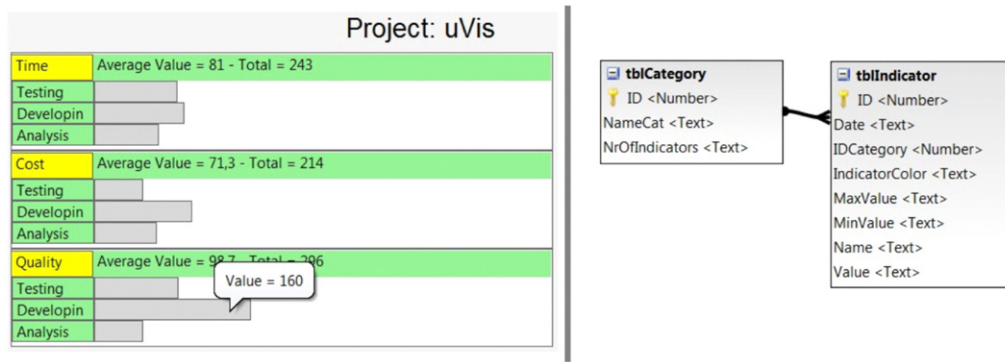 Project: uVis
Time Average Value = 81 - Total = 243
Testing
Developin
Analysis
Cost Average Value = 71,3 - Total = 214
Testing
Developin
Analysis
Quality Average Value = 98,7 - Total = 296
Testing
Value = 160
Developin
Analysis
tblCategory
ID <Number>
NameCat <Text>
NrOfIndicators <Text>
tblIndicator
ID <Number>
Date <Text>
IDCategory <Number>
IndicatorColor <Text>
MaxValue <Text>
MinValue <Text>
Name <Text>
Value <Text>